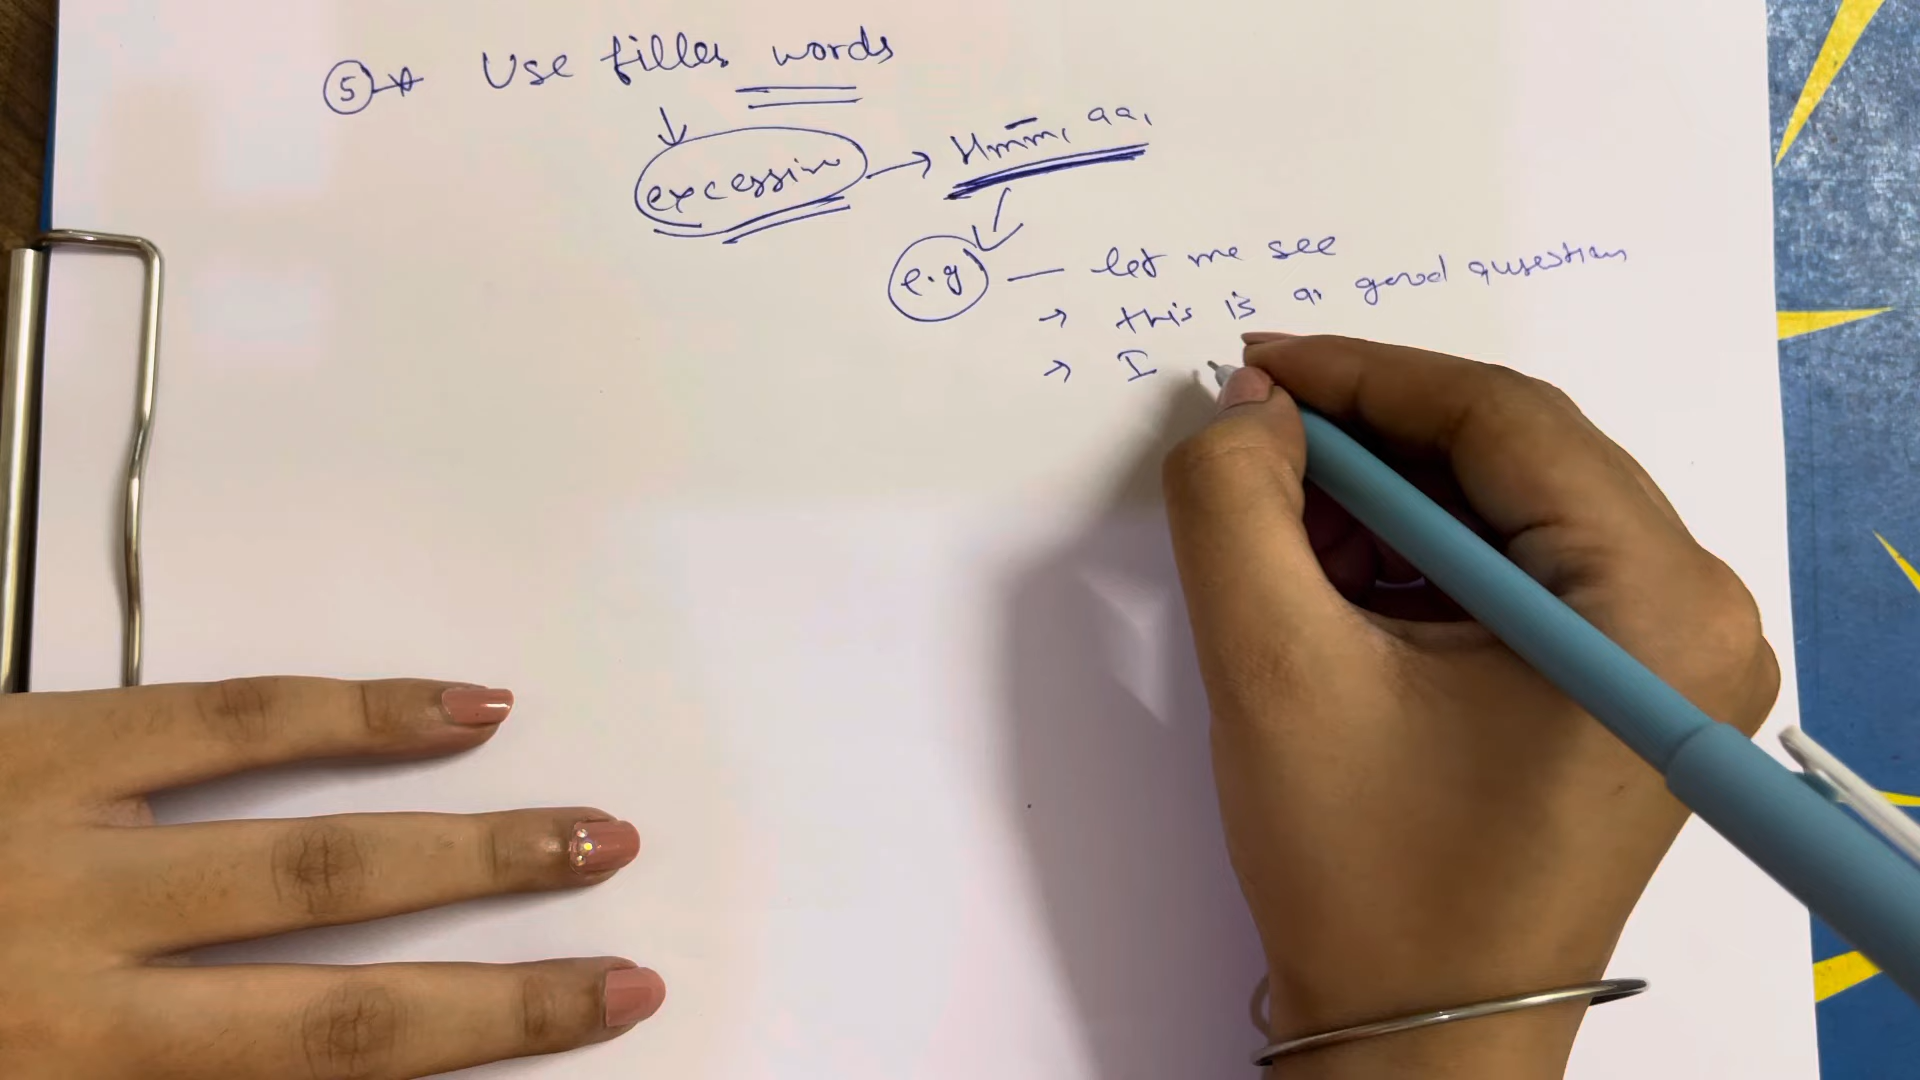 5 Use filler words
excessive → Hmm, aa,
e.g — let me see
→ this is a good question
→ I